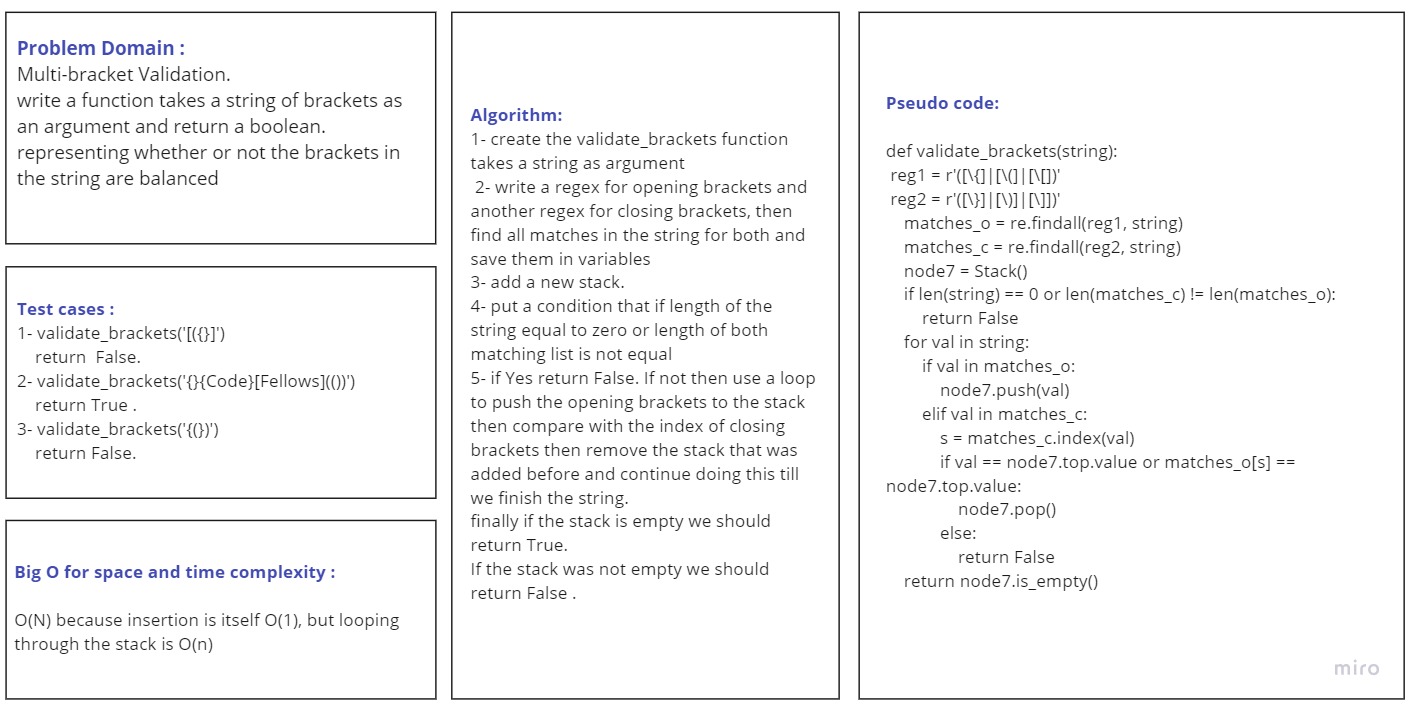 Problem Domain :
Multi-bracket Validation.
write a function takes a string of brackets as
an argument and return a boolean.
representing whether or not the brackets in
the string are balanced
Test cases :
1- validate_brackets('[({}]')
return  False.
2- validate_brackets('{}{Code}[Fellows](())')
return True .
3- validate_brackets('{(})')
return False.
Big O for space and time complexity :
O(N) because insertion is itself O(1), but looping
through the stack is O(n)
Algorithm:
1- create the validate_brackets function
takes a string as argument
2- write a regex for opening brackets and
another regex for closing brackets, then
find all matches in the string for both and
save them in variables
3- add a new stack.
4- put a condition that if length of the
string equal to zero or length of both
matching list is not equal
5- if Yes return False. If not then use a loop
to push the opening brackets to the stack
then compare with the index of closing
brackets then remove the stack that was
added before and continue doing this till
we finish the string.
finally if the stack is empty we should
return True.
If the stack was not empty we should
return False .
Pseudo code:
def validate_brackets(string):
reg1 = r'([\{]|[\(]|[\[])'
reg2 = r'([\}]|[\)]|[\]])'
matches_o = re.findall(reg1, string)
matches_c = re.findall(reg2, string)
node7 = Stack()
if len(string) == 0 or len(matches_c) != len(matches_o):
return False
for val in string:
if val in matches_o:
node7.push(val)
elif val in matches_c:
s = matches_c.index(val)
if val == node7.top.value or matches_o[s] ==
node7.top.value:
node7.pop()
else:
return False
return node7.is_empty()
miro